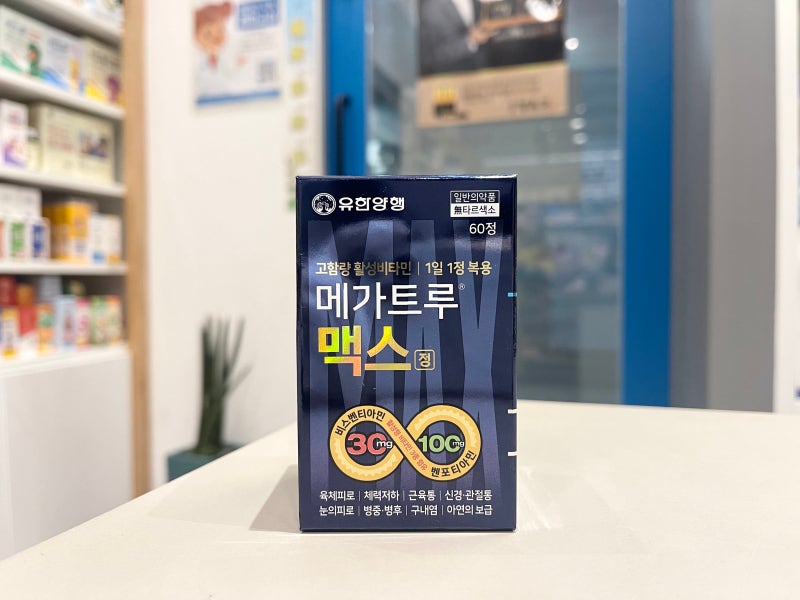 유한양행
일반의약품
無타르색소
60정
고함량 활성비타민 | 1일 1정 복용
메가트루®
맥스정
MAX
비스벤티아민
30mg
100mg
벤포티아민
육체피로 | 체력저하 | 근육통 | 신경·관절통
눈의피로 | 병중·병후 | 구내염 | 아연의 보급